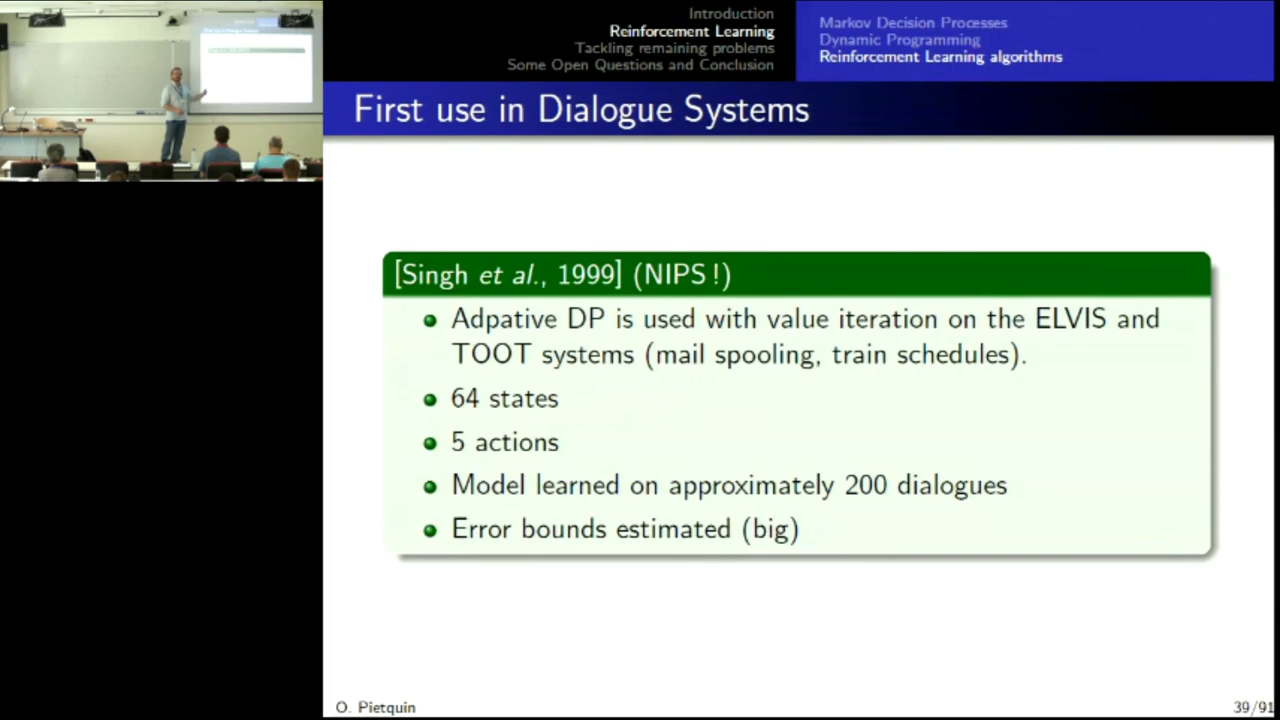 Introduction
Reinforcement Learning
Tackling remaining problems
Some Open Questions and Conclusion
Markov Decision Processes
Dynamic Programming
Reinforcement Learning algorithms
First use in Dialogue Systems
[Singh et al., 1999] (NIPS !)
Adpative DP is used with value iteration on the ELVIS and
TOOT systems (mail spooling, train schedules).
64 states
5 actions
Model learned on approximately 200 dialogues
Error bounds estimated (big)
O. Pietquin
39/91